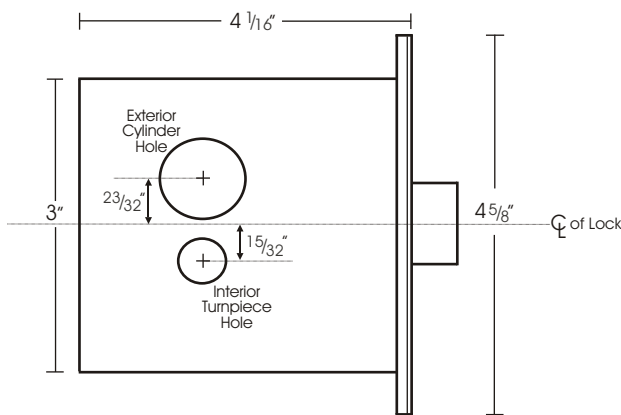 4 1/16"
Exterior
Cylinder
Hole
23/32"
3"
4 5/8"
℄ of Lock
15/32"
Interior
Turnpiece
Hole